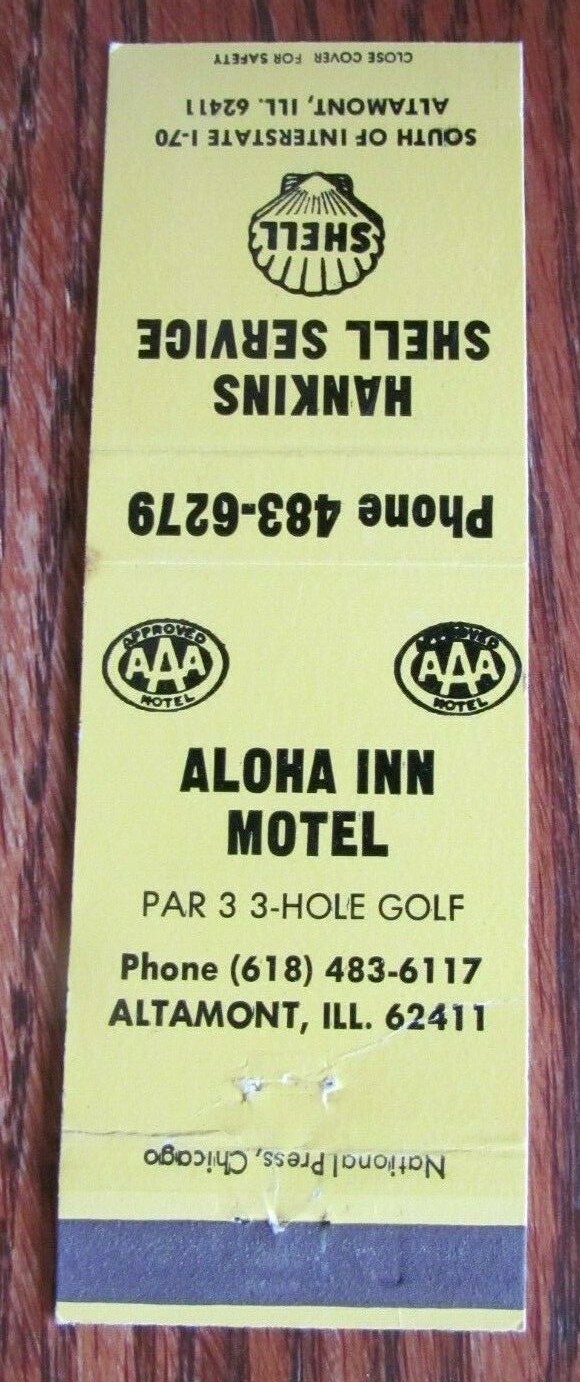 CLOSE COVER FOR SAFETY
HANKINS
SHELL SERVICE
SHELL
SOUTH OF INTERSTATE I-70
ALTAMONT, ILL. 62411
Phone 483-6279
APPROVED
AAA
MOTEL
APPROVED
AAA
MOTEL
ALOHA INN
MOTEL
PAR 3 3-HOLE GOLF
Phone (618) 483-6117
ALTAMONT, ILL. 62411
National Press, Chicago